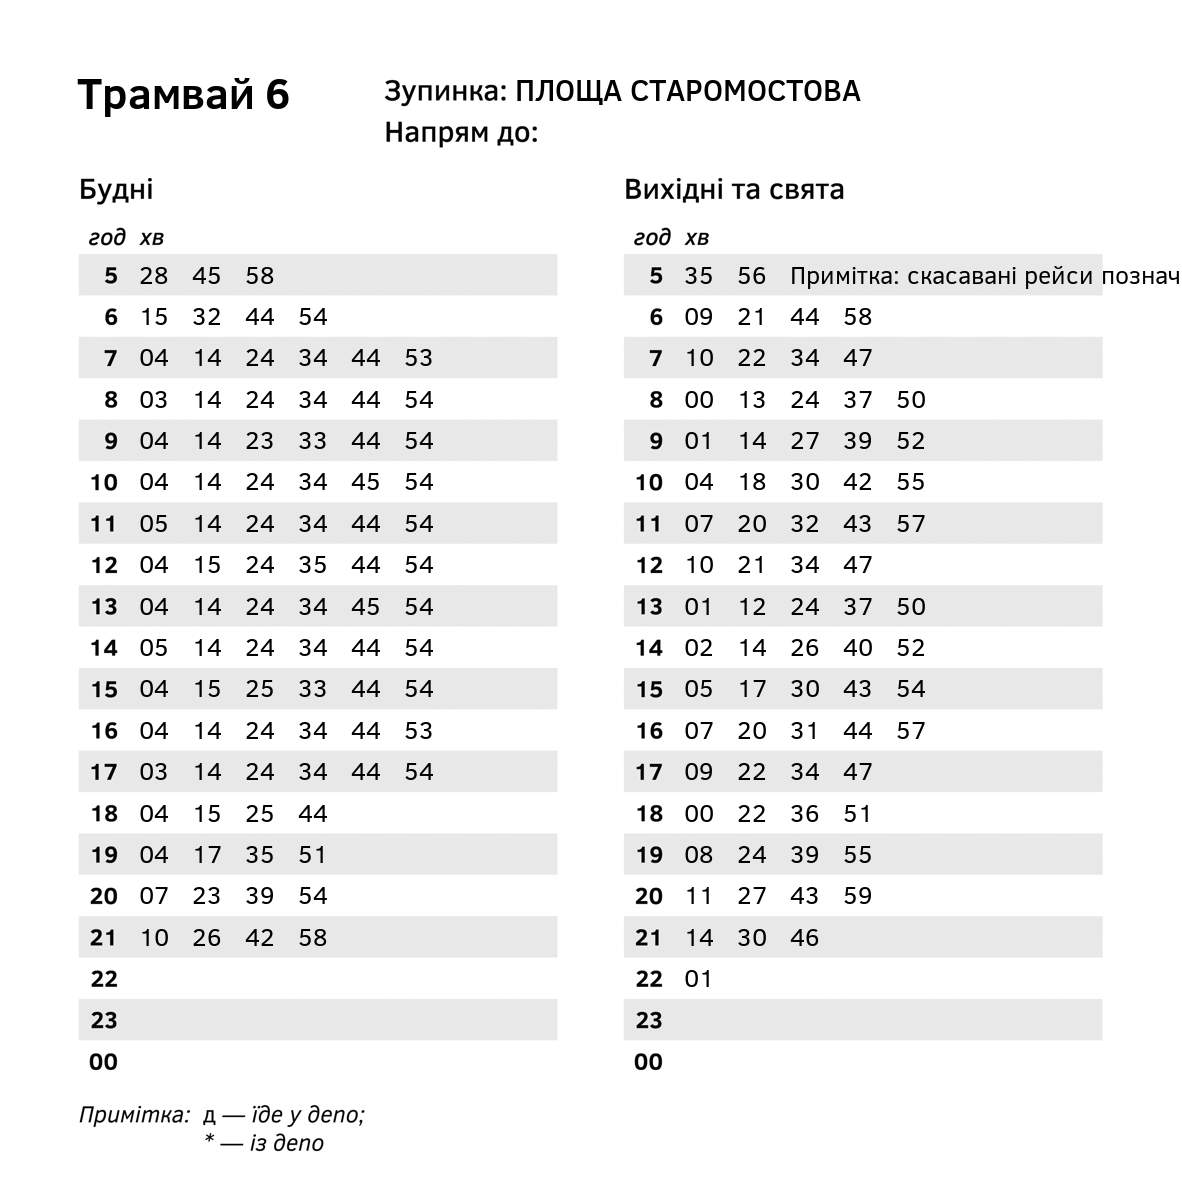 Трамвай 6
Зупинка: ПЛОЩА СТАРОМОСТОВА
Напрям до:
Будні
год хв
5 28 45 58
6 15 32 44 54
7 04 14 24 34 44 53
8 03 14 24 34 44 54
9 04 14 23 33 44 54
10 04 14 24 34 45 54
11 05 14 24 34 44 54
12 04 15 24 35 44 54
13 04 14 24 34 45 54
14 05 14 24 34 44 54
15 04 15 25 33 44 54
16 04 14 24 34 44 53
17 03 14 24 34 44 54
18 04 15 25 44
19 04 17 35 51
20 07 23 39 54
21 10 26 42 58
22
23
00
Вихідні та свята
год хв
5 35 56 Примітка: скасавані рейси познач
6 09 21 44 58
7 10 22 34 47
8 00 13 24 37 50
9 01 14 27 39 52
10 04 18 30 42 55
11 07 20 32 43 57
12 10 21 34 47
13 01 12 24 37 50
14 02 14 26 40 52
15 05 17 30 43 54
16 07 20 31 44 57
17 09 22 34 47
18 00 22 36 51
19 08 24 39 55
20 11 27 43 59
21 14 30 46
22 01
23
00
Примітка: д — їде у депо;
* — із депо